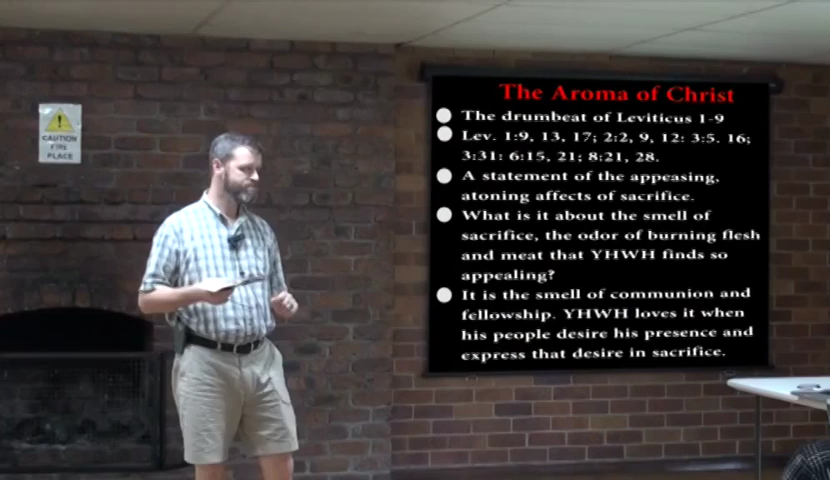 CAUTION
FIRE
PLACE
The Aroma of Christ
The drumbeat of Leviticus 1-9
Lev. 1:9, 13, 17; 2:2, 9, 12: 3:5, 16;
3:31: 6:15, 21; 8:21, 28.
A statement of the appeasing,
atoning affects of sacrifice.
What is it about the smell of
sacrifice, the odor of burning flesh
and meat that YHWH finds so
appealing?
It is the smell of communion and
fellowship. YHWH loves it when
his people desire his presence and
express that desire in sacrifice.